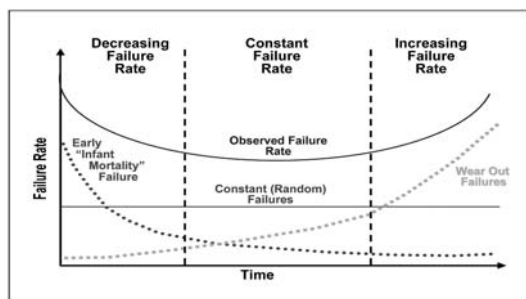 Decreasing
Failure
Rate
Constant
Failure
Rate
Increasing
Failure
Rate
Failure Rate
Early
"Infant
Mortality"
Failure
Observed Failure
Rate
Constant (Random)
Failures
Wear Out
Failures
Time